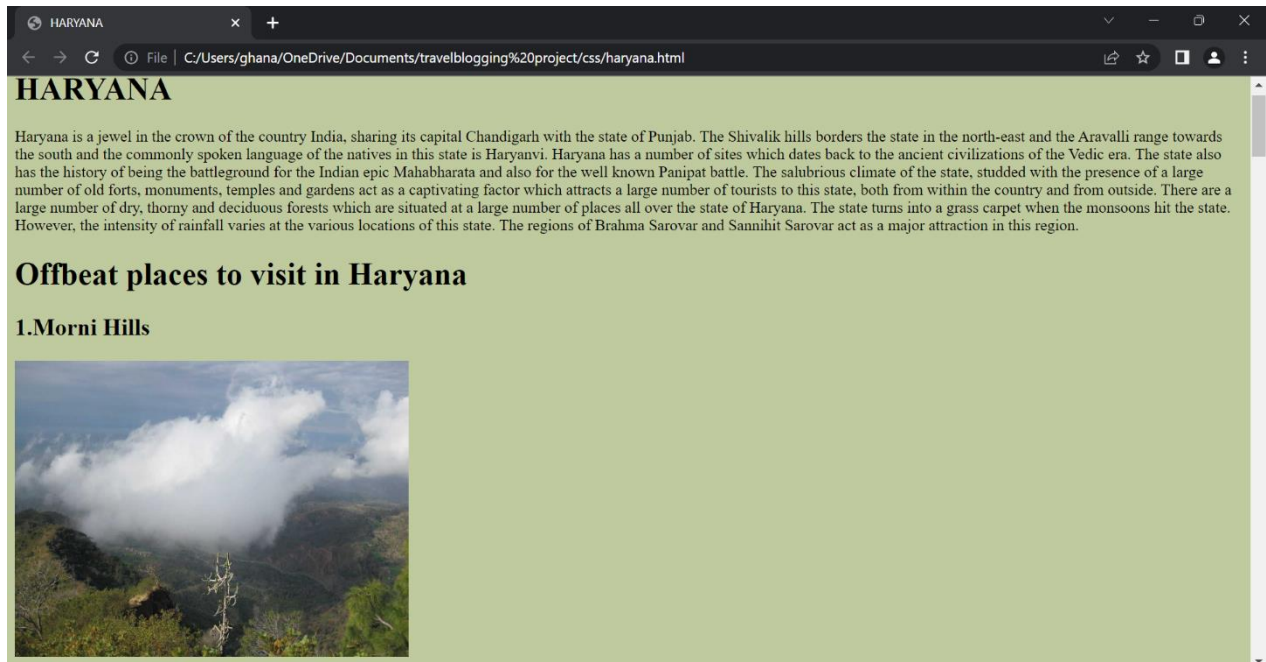 HARYANA
File | C:/Users/ghana/OneDrive/Documents/travelblogging%20project/css/haryana.html
HARYANA
Haryana is a jewel in the crown of the country India, sharing its capital Chandigarh with the state of Punjab. The Shivalik hills borders the state in the north-east and the Aravalli range towards
the south and the commonly spoken language of the natives in this state is Haryanvi. Haryana has a number of sites which dates back to the ancient civilizations of the Vedic era. The state also
has the history of being the battleground for the Indian epic Mahabharata and also for the well known Panipat battle. The salubrious climate of the state, studded with the presence of a large
number of old forts, monuments, temples and gardens act as a captivating factor which attracts a large number of tourists to this state, both from within the country and from outside. There are a
large number of dry, thorny and deciduous forests which are situated at a large number of places all over the state of Haryana. The state turns into a grass carpet when the monsoons hit the state.
However, the intensity of rainfall varies at the various locations of this state. The regions of Brahma Sarovar and Sannihit Sarovar act as a major attraction in this region.
Offbeat places to visit in Haryana
1.Morni Hills